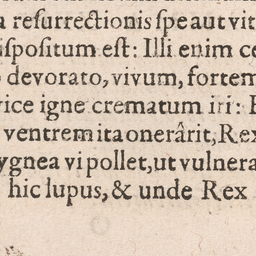 resurrectionis spe aut vit
ispositum est: Illi enim ce
devorato, vivum, fortem
vice igne crematum iri: E
ventrem ita onerârit, Rex
ygnea vi pollet, ut vulnera
hic lupus, & unde Rex